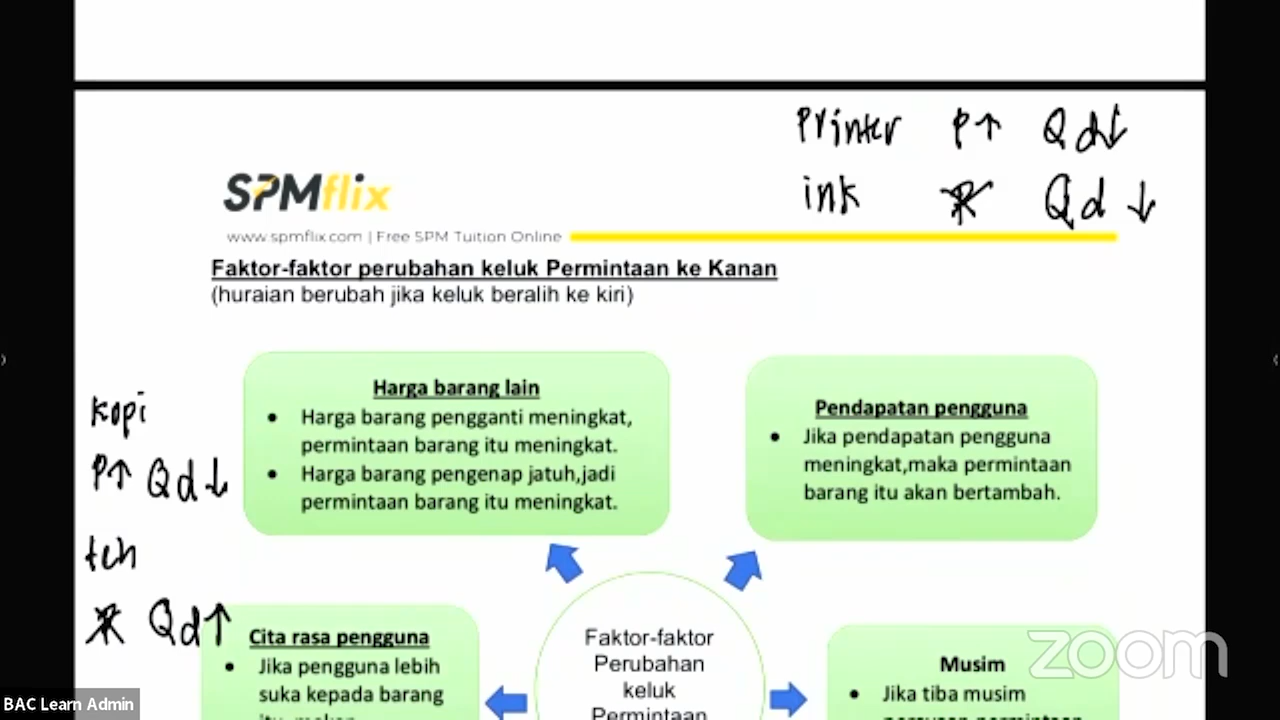 Printer P↑ Qd↓
ink Qd ↓
SPMflix
www.spmflix.com | Free SPM Tuition Online
Faktor-faktor perubahan keluk Permintaan ke Kanan
(huraian berubah jika keluk beralih ke kiri)
Harga barang lain
• Harga barang pengganti meningkat,
permintaan barang itu meningkat.
• Harga barang pengenap jatuh,jadi
permintaan barang itu meningkat.
Pendapatan pengguna
• Jika pendapatan pengguna
meningkat,maka permintaan
barang itu akan bertambah.
kopi
P↑ Qd↓
teh
Qd↑
Cita rasa pengguna
• Jika pengguna lebih
suka kepada barang
Faktor-faktor
Perubahan
keluk
Permintaan
Musim
• Jika tiba musim
zoom
BAC Learn Admin